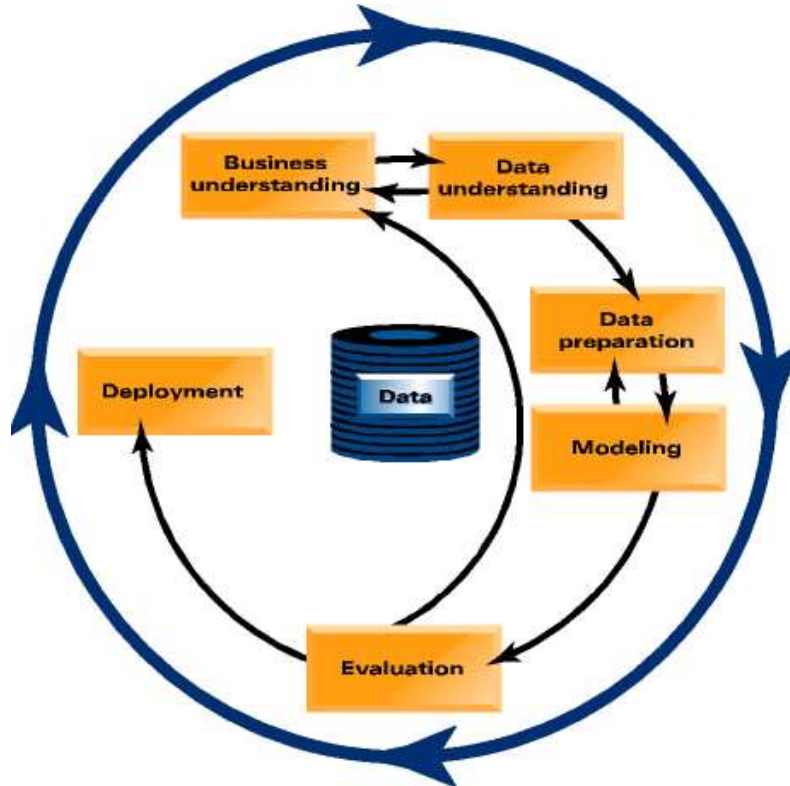 Business
understanding
Data
understanding
Data
preparation
Deployment
Data
Modeling
Evaluation